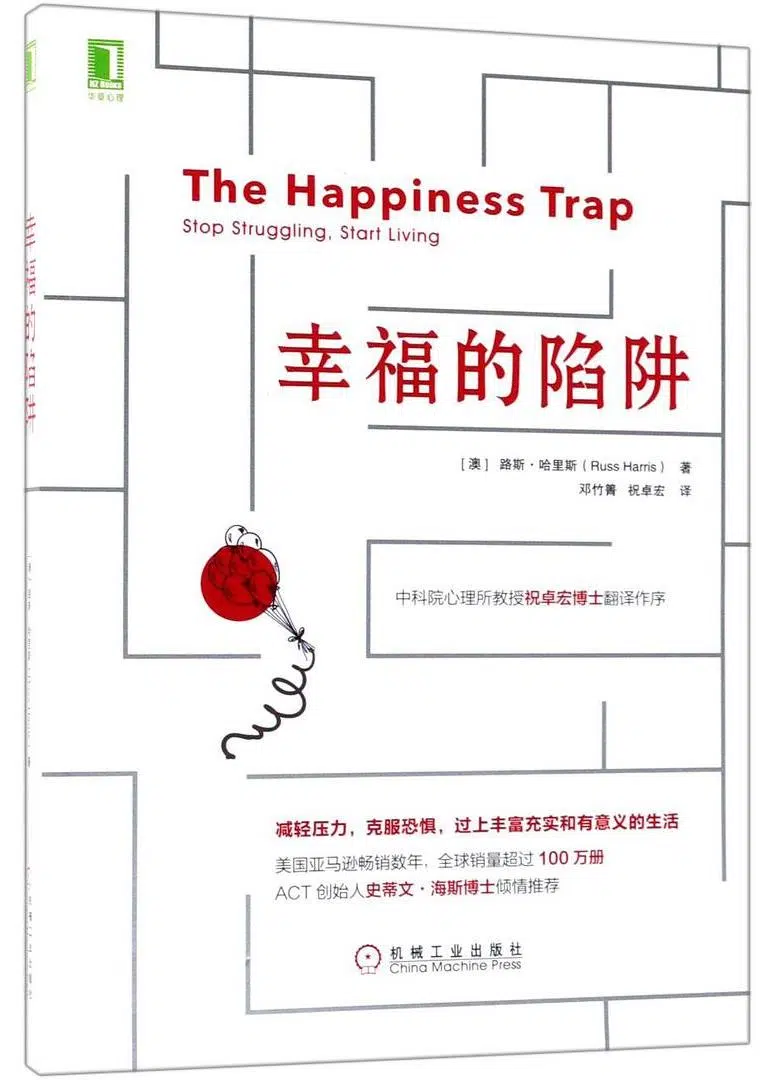 HZ BOOKS
华章心理
The Happiness Trap
Stop Struggling, Start Living
幸福的陷阱
[澳] 路斯·哈里斯（Russ Harris） 著
邓竹箐 祝卓宏 译
中科院心理所教授祝卓宏博士翻译作序
减轻压力，克服恐惧，过上丰富充实和有意义的生活
美国亚马逊畅销数年，全球销量超过100万册
ACT 创始人史蒂文·海斯博士倾情推荐
机械工业出版社
China Machine Press
幸福的陷阱